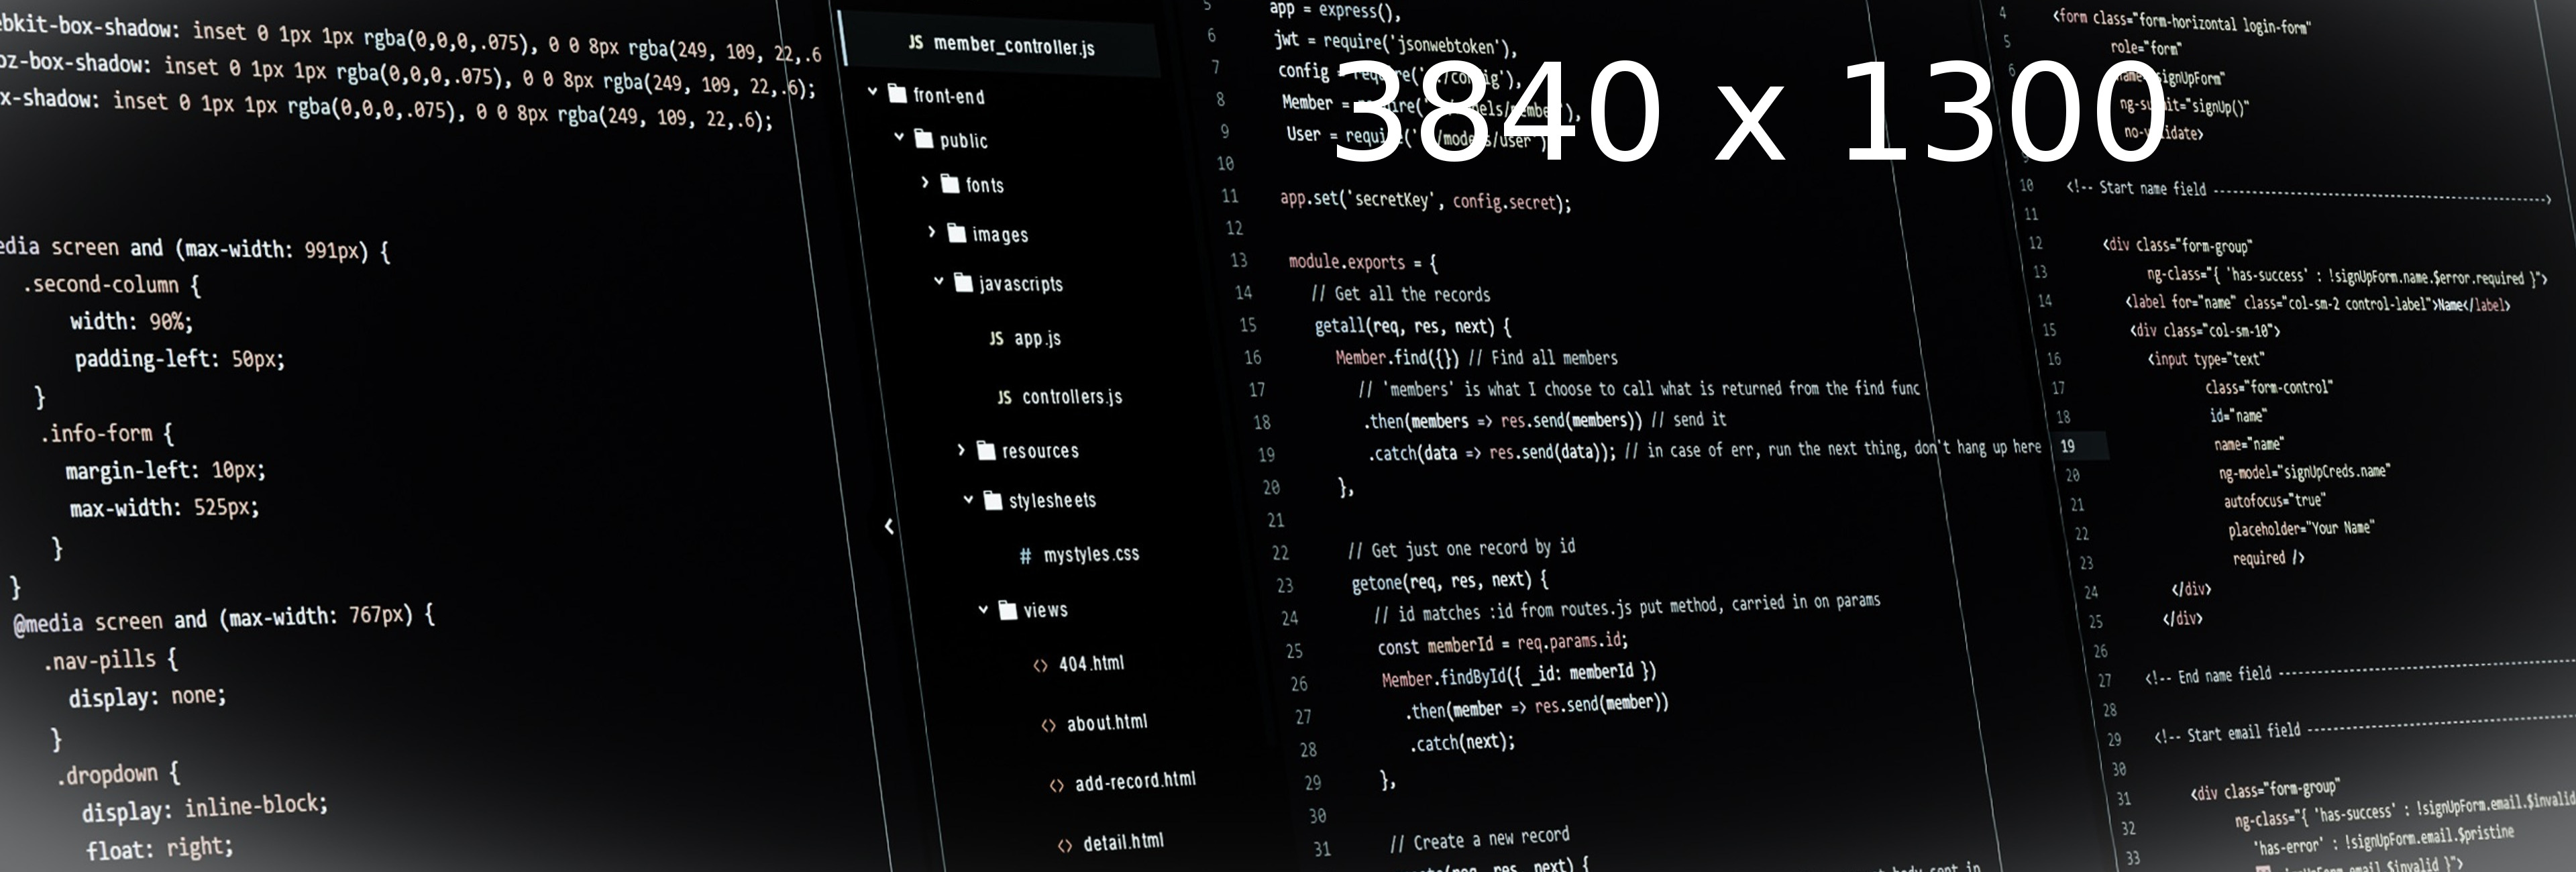 ebkit-box-shadow: inset 0 1px 1px rgba(0,0,0,.075), 0 0 8px rgba(249, 109, 22,.6
oz-box-shadow: inset 0 1px 1px rgba(0,0,0,.075), 0 0 8px rgba(249, 109, 22,.6);
x-shadow: inset 0 1px 1px rgba(0,0,0,.075), 0 0 8px rgba(249, 109, 22,.6);
edia screen and (max-width: 991px) {
.second-column {
width: 90%;
padding-left: 50px;
}
.info-form {
margin-left: 10px;
max-width: 525px;
}
}
@media screen and (max-width: 767px) {
.nav-pills {
display: none;
}
.dropdown {
display: inline-block;
float: right;
JS member_controller.js
front-end
public
fonts
images
javascripts
JS app.js
JS controllers.js
resources
stylesheets
# mystyles.css
views
<> 404.html
<> about.html
<> add-record.html
<> detail.html
3840 x 1300
5 app = express(),
6 jwt = require('jsonwebtoken'),
7 config = require('./config'),
8 Member = require('../models/member'),
9 User = require('../models/user')
10
11 app.set('secretKey', config.secret);
12
13 module.exports = {
14 // Get all the records
15 getall(req, res, next) {
16 Member.find({}) // Find all members
17 // 'members' is what I choose to call what is returned from the find func
18 .then(members => res.send(members)) // send it
19 .catch(data => res.send(data)); // in case of err, run the next thing, don't hang up here
20 },
21
22 // Get just one record by id
23 getone(req, res, next) {
24 // id matches :id from routes.js put method, carried in on params
25 const memberId = req.params.id;
26 Member.findById({ _id: memberId })
27 .then(member => res.send(member))
28 .catch(next);
29 },
30
31 // Create a new record
(req, res, next) {
body sent in
4 <form class="form-horizontal login-form"
5 role="form"
6 name="signUpForm"
ng-submit="signUp()"
no-validate>
9
10 <!-- Start name field -------------------------------------------------->
11
12 <div class="form-group"
13 ng-class="{ 'has-success' : !signUpForm.name.$error.required }">
14 <label for="name" class="col-sm-2 control-label">Name</label>
15 <div class="col-sm-10">
16 <input type="text"
17 class="form-control"
18 id="name"
19 name="name"
20 ng-model="signUpCreds.name"
21 autofocus="true"
22 placeholder="Your Name"
23 required />
24 </div>
25 </div>
26
27 <!-- End name field --------------------------------------------------
28
29 <!-- Start email field --------------------------------------------
30
31 <div class="form-group"
32 ng-class="{ 'has-success' : !signUpForm.email.$invalid
33 'has-error' : !signUpForm.email.$pristine
signUpForm.email.$invalid }">